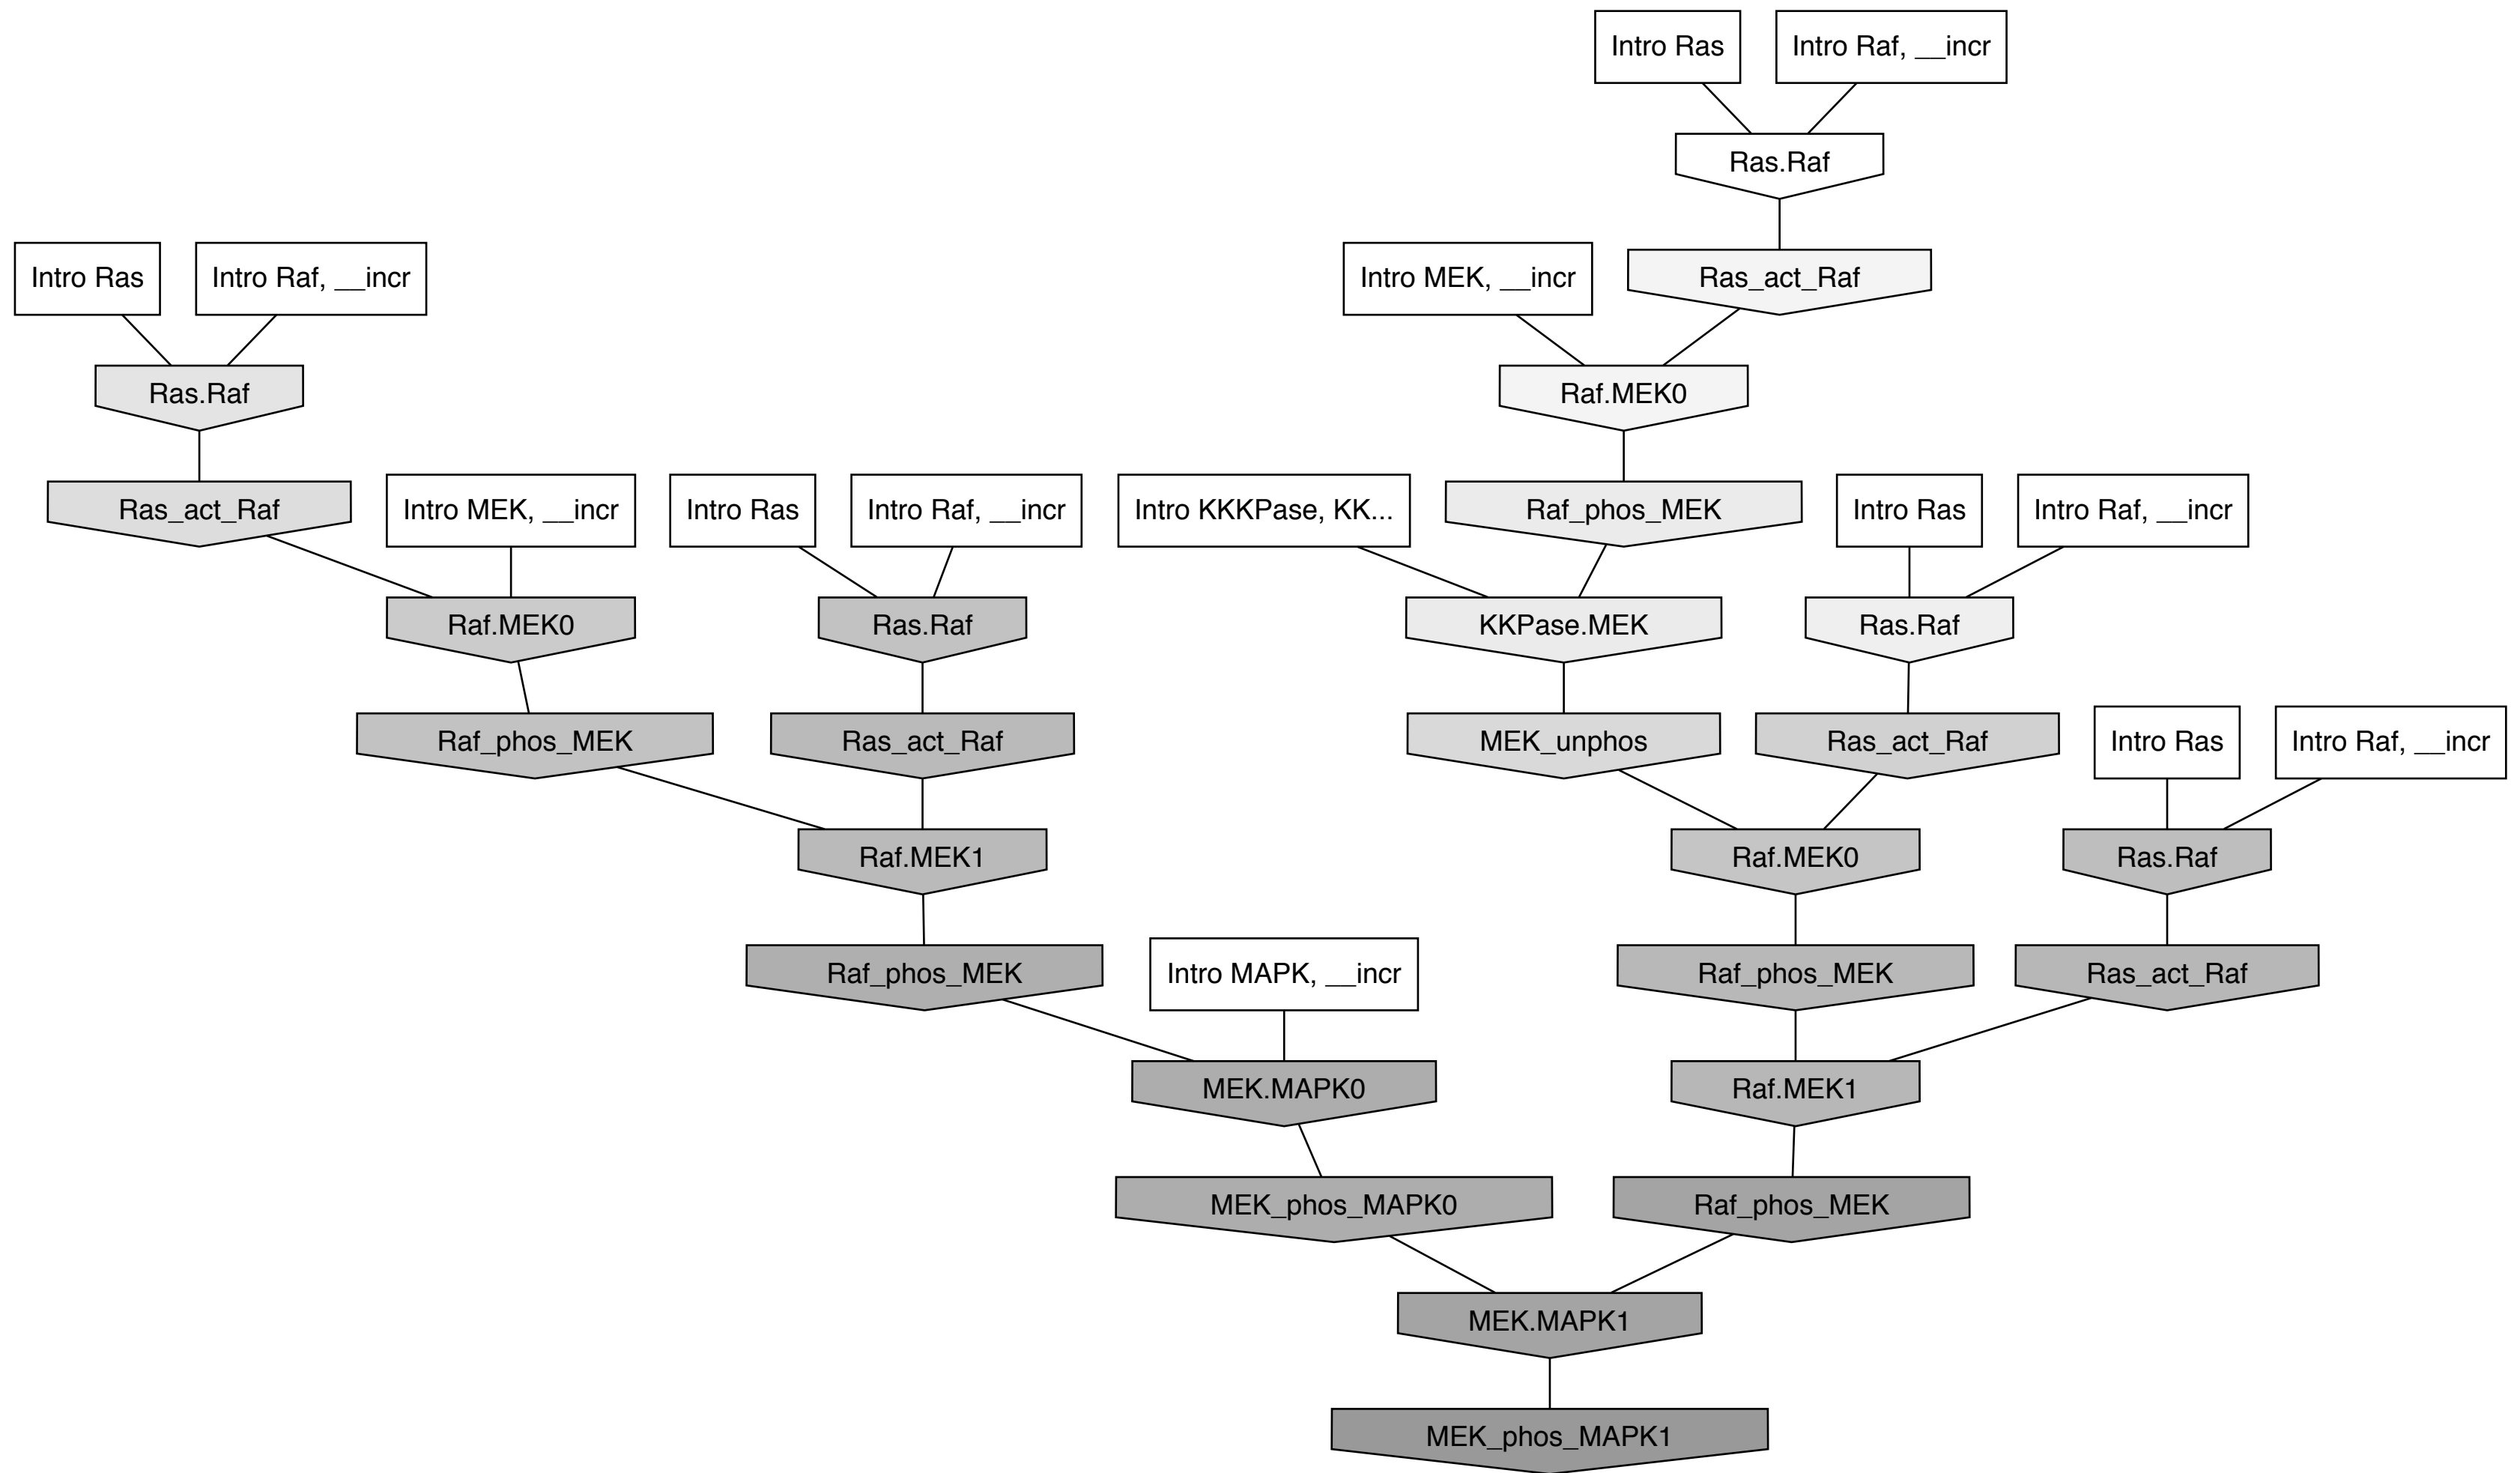 Intro Ras
Intro Raf, __incr
Ras.Raf
Intro Ras
Intro Raf, __incr
Intro MEK, __incr
Ras_act_Raf
Ras.Raf
Raf.MEK0
Ras_act_Raf
Intro MEK, __incr
Intro Ras
Intro Raf, __incr
Intro KKKPase, KK...
Raf_phos_MEK
Intro Ras
Intro Raf, __incr
Raf.MEK0
Ras.Raf
KKPase.MEK
Ras.Raf
Raf_phos_MEK
Ras_act_Raf
MEK_unphos
Ras_act_Raf
Intro Ras
Intro Raf, __incr
Raf.MEK1
Raf.MEK0
Ras.Raf
Raf_phos_MEK
Intro MAPK, __incr
Raf_phos_MEK
Ras_act_Raf
MEK.MAPK0
Raf.MEK1
MEK_phos_MAPK0
Raf_phos_MEK
MEK.MAPK1
MEK_phos_MAPK1